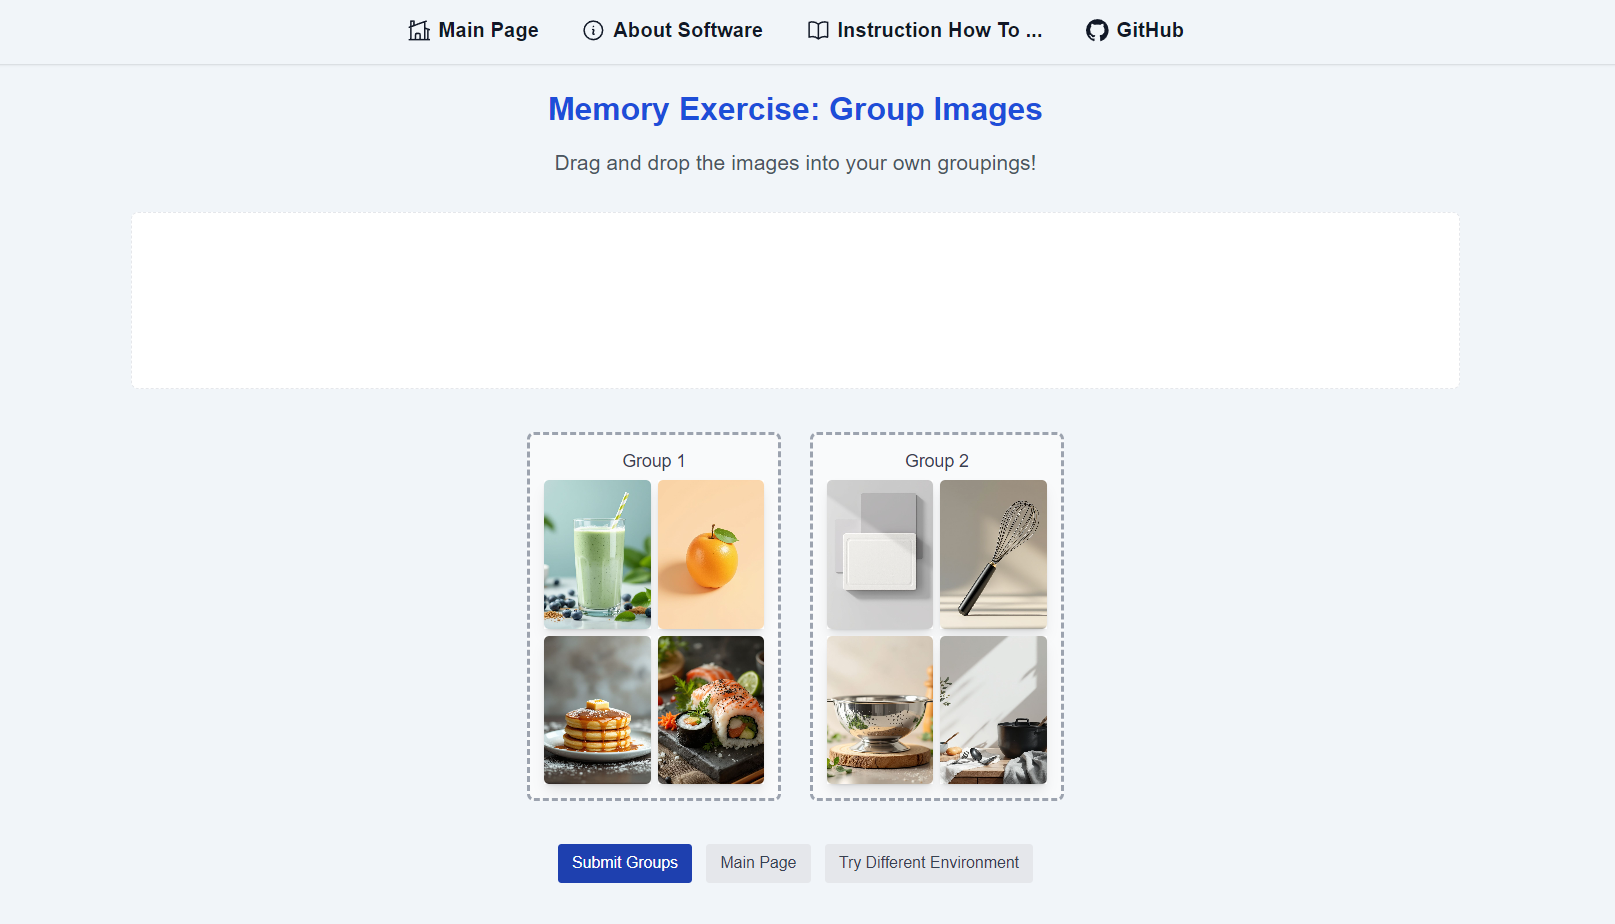 Main Page
About Software
Instruction How To ...
GitHub
Memory Exercise: Group Images
Drag and drop the images into your own groupings!
Group 1
Group 2
Submit Groups
Main Page
Try Different Environment